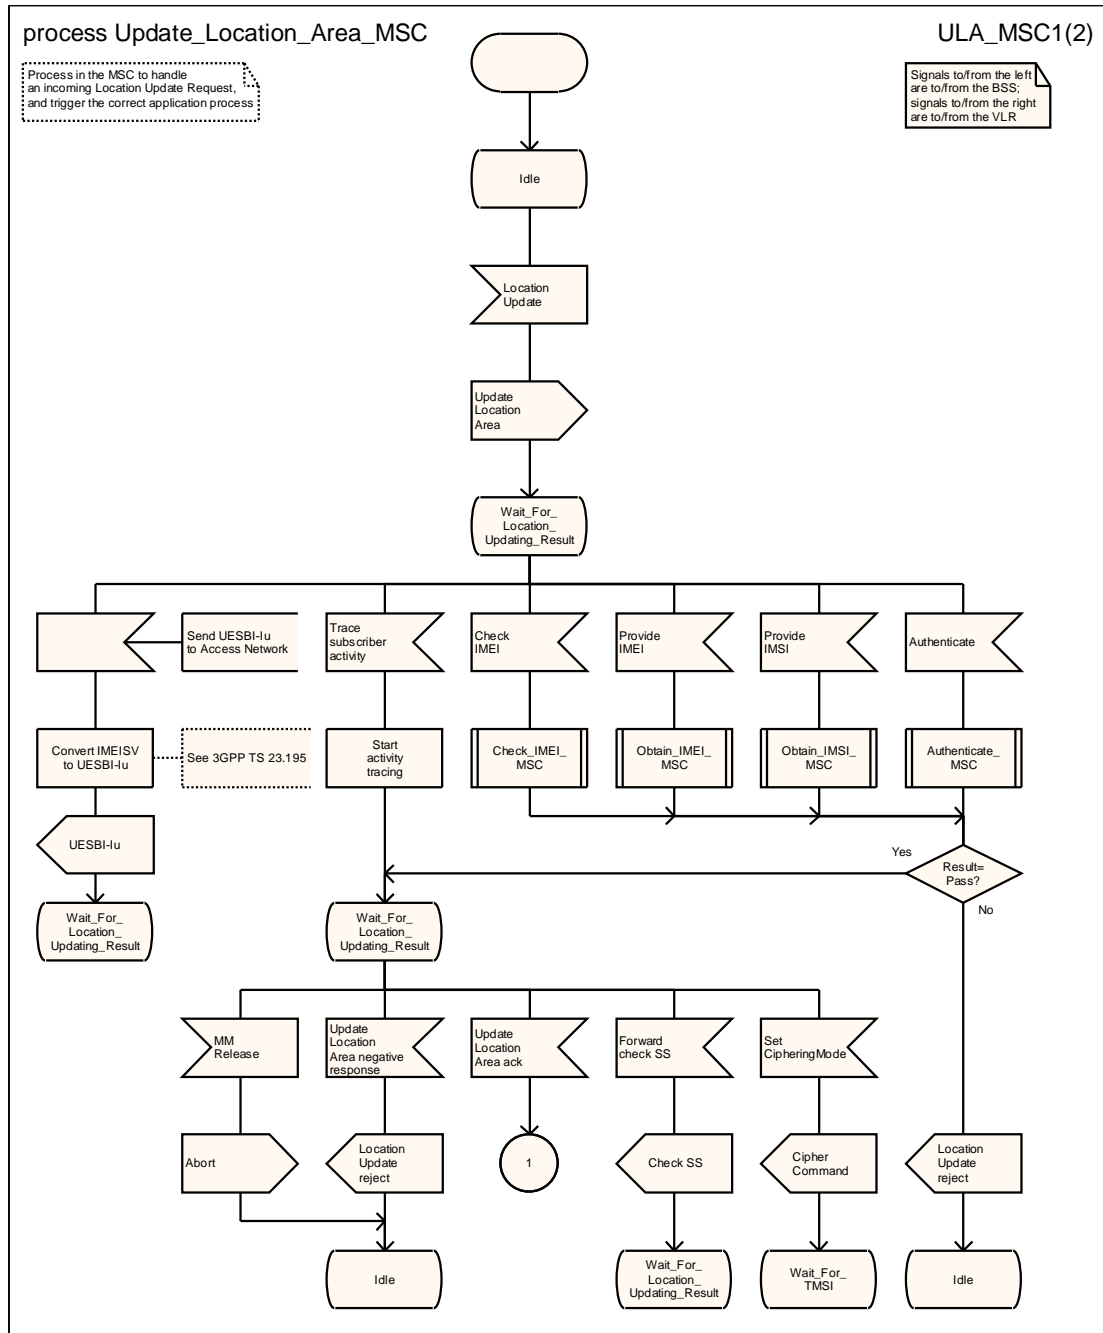 process Update_Location_Area_MSC
ULA_MSC1(2)
Process in the MSC to handle
an incoming Location Update Request,
and trigger the correct application process
Signals to/from the left
are to/from the BSS;
signals to/from the right
are to/from the VLR
Idle
Location
Update
Update
Location
Area
Wait_For_
Location_
Updating_Result
Send UESBI-Iu
to Access Network
Trace
subscriber
activity
Check
IMEI
Provide
IMEI
Provide
IMSI
Authenticate
Convert IMEISV
to UESBI-Iu
See 3GPP TS 23.195
Start
activity
tracing
Check_IMEI_
MSC
Obtain_IMEI_
MSC
Obtain_IMSI_
MSC
Authenticate_
MSC
UESBI-Iu
Yes
Result=
Pass?
No
Wait_For_
Location_
Updating_Result
Wait_For_
Location_
Updating_Result
MM
Release
Update
Location
Area negative
response
Update
Location
Area ack
Forward
check SS
Set
CipheringMode
Abort
Location
Update
reject
1
Check SS
Cipher
Command
Location
Update
reject
Idle
Wait_For_
Location_
Updating_Result
Wait_For_
TMSI
Idle